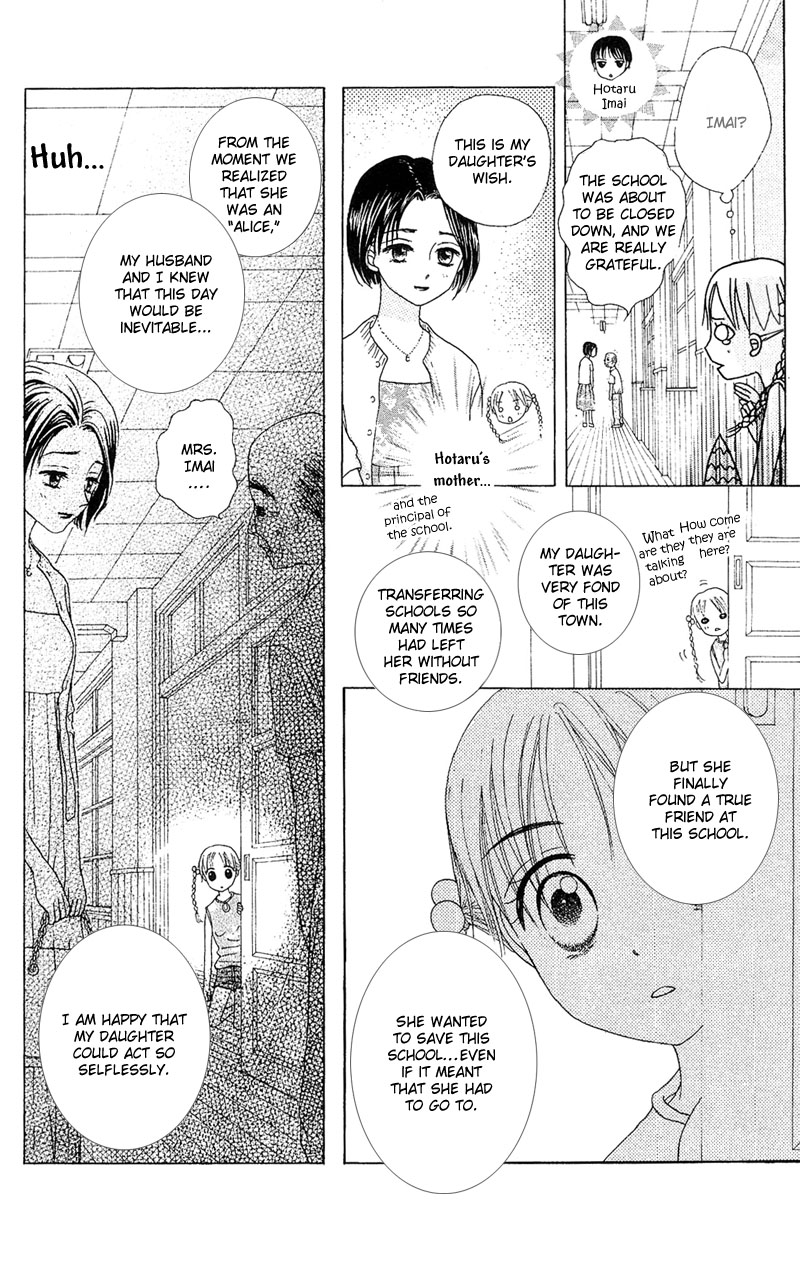 IMAI?
Hotaru
Imai
THE SCHOOL
WAS ABOUT
TO BE CLOSED
DOWN, AND WE
ARE REALLY
GRATEFUL.
THIS IS MY
DAUGHTER'S
WISH.
Hotaru's
mother...
and the
principal of
the school.
How come
they are
here?
What
are they
talking
about?
MY DAUGH-
TER WAS
VERY FOND
OF THIS
TOWN.
TRANSFERRING
SCHOOLS SO
MANY TIMES
HAD LEFT
HER WITHOUT
FRIENDS.
BUT SHE
FINALLY
FOUND A TRUE
FRIEND AT
THIS SCHOOL.
SHE WANTED
TO SAVE THIS
SCHOOL...EVEN
IF IT MEANT
THAT SHE HAD
TO GO TO.
FROM THE
MOMENT WE
REALIZED
THAT SHE
WAS AN
"ALICE,"
Huh...
MY HUSBAND
AND I KNEW
THAT THIS DAY
WOULD BE
INEVITABLE...
MRS.
IMAI
....
I AM HAPPY THAT
MY DAUGHTER
COULD ACT SO
SELFLESSLY.